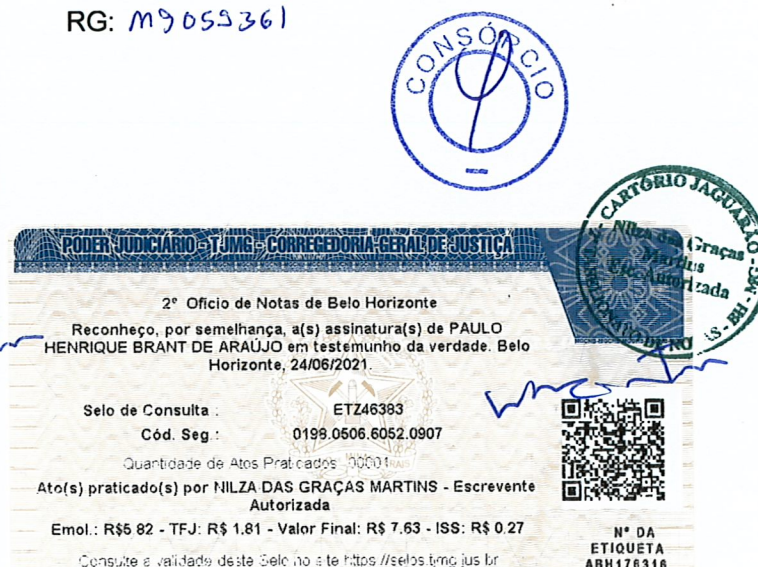 RG: M9059361
CONSÓRCIO
CARTÓRIO JAGUARÃO
Nilza das Graças
Martins
Esc. Autorizada
BH - MG
PODER JUDICIÁRIO - TJMG - CORREGEDORIA-GERAL DE JUSTIÇA
2º Ofício de Notas de Belo Horizonte
Reconheço, por semelhança, a(s) assinatura(s) de PAULO
HENRIQUE BRANT DE ARAÚJO em testemunho da verdade. Belo
Horizonte, 24/06/2021.
Selo de Consulta : ETZ46383
Cód. Seg.: 0198.0506.6052.0907
Quantidade de Atos Praticados : 00001
Ato(s) praticado(s) por NILZA DAS GRAÇAS MARTINS - Escrevente
Autorizada
Emol.: R$5.82 - TFJ: R$ 1.81 - Valor Final: R$ 7.63 - ISS: R$ 0.27
Consulte a validade deste Selo no site https://selos.tjmg.jus.br
Nº DA
ETIQUETA
ABH176316